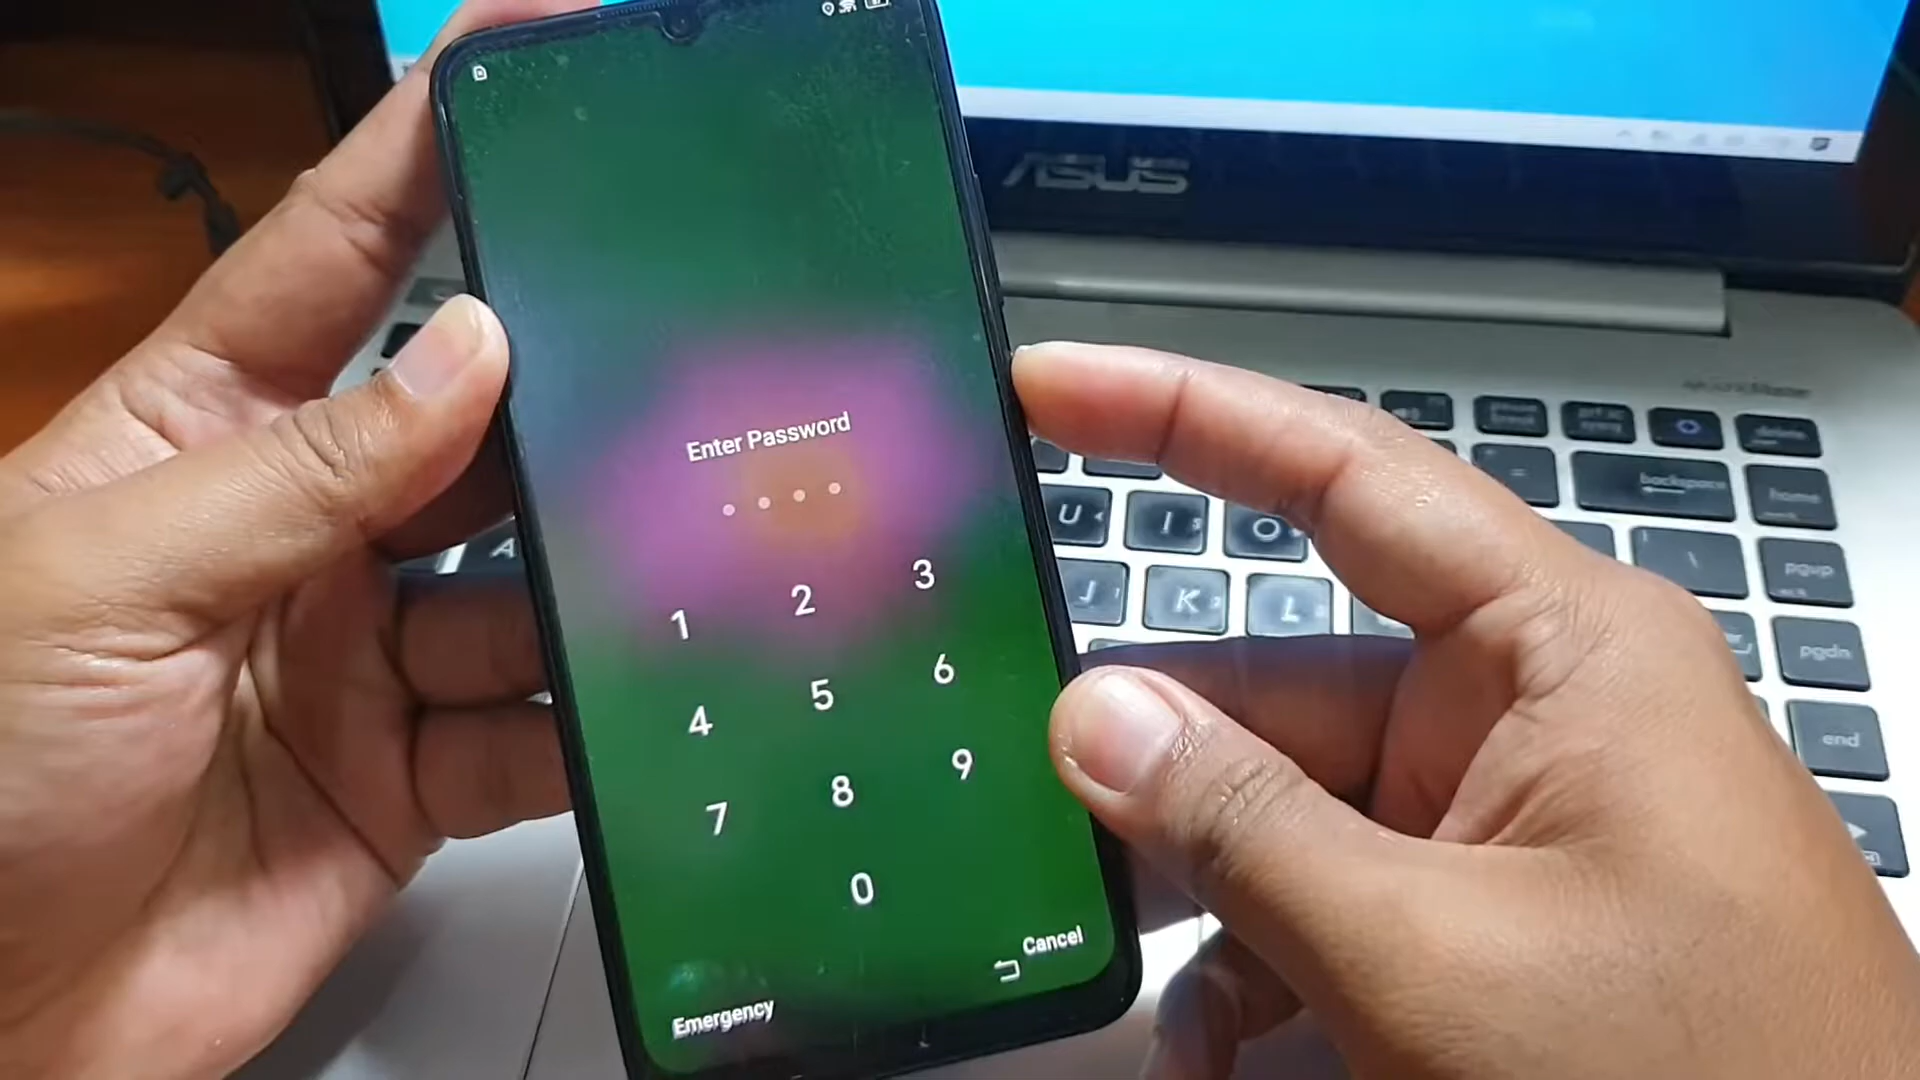 ASUS
Enter Password
1 2 3
4 5 6
7 8 9
0
Cancel
Emergency
U I O
backspace
home
A
J K L
pgup
pgdn
end
delete